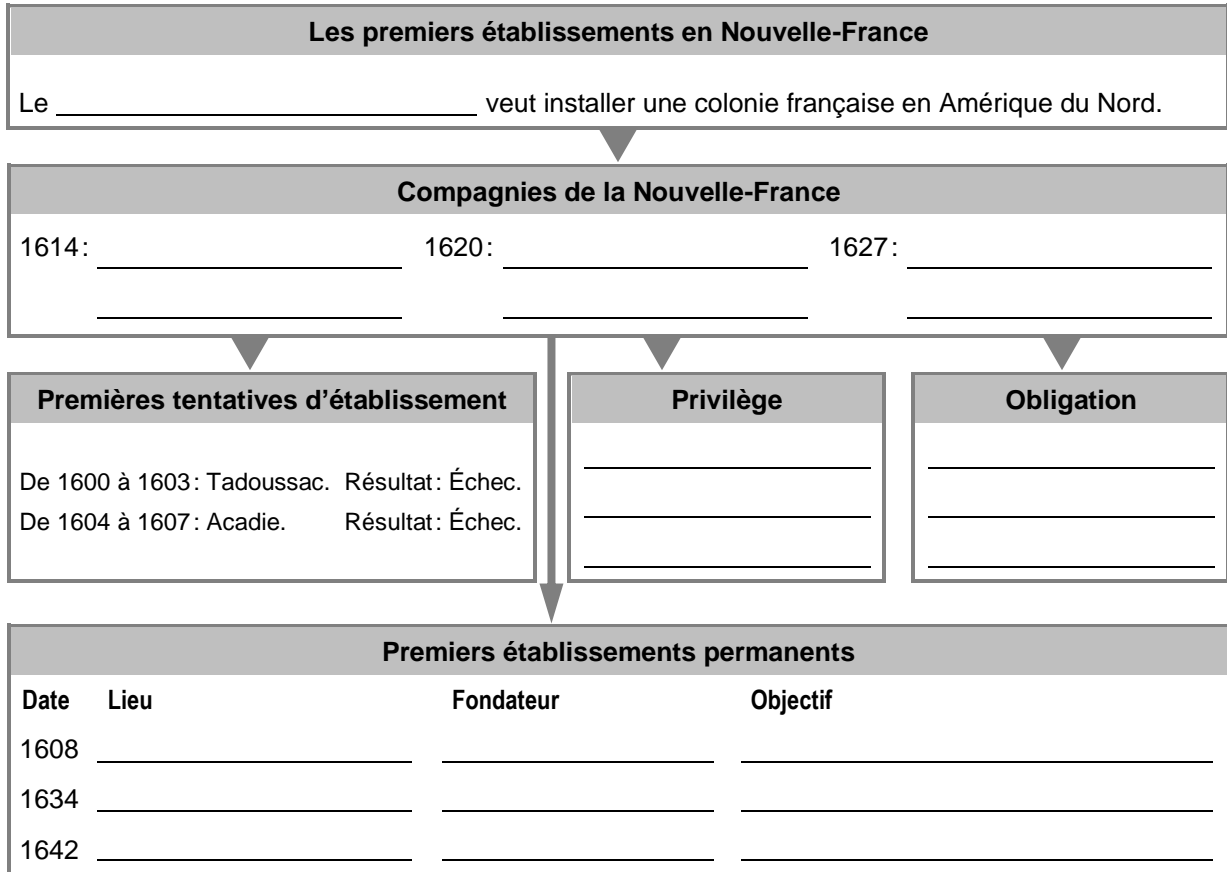 Les premiers établissements en Nouvelle-France
Le veut installer une colonie française en Amérique du Nord.
Compagnies de la Nouvelle-France
1614 : 1620 : 1627 :
Premières tentatives d’établissement
De 1600 à 1603 : Tadoussac. Résultat : Échec.
De 1604 à 1607 : Acadie. Résultat : Échec.
Privilège
Obligation
Premiers établissements permanents
Date Lieu Fondateur Objectif
1608
1634
1642